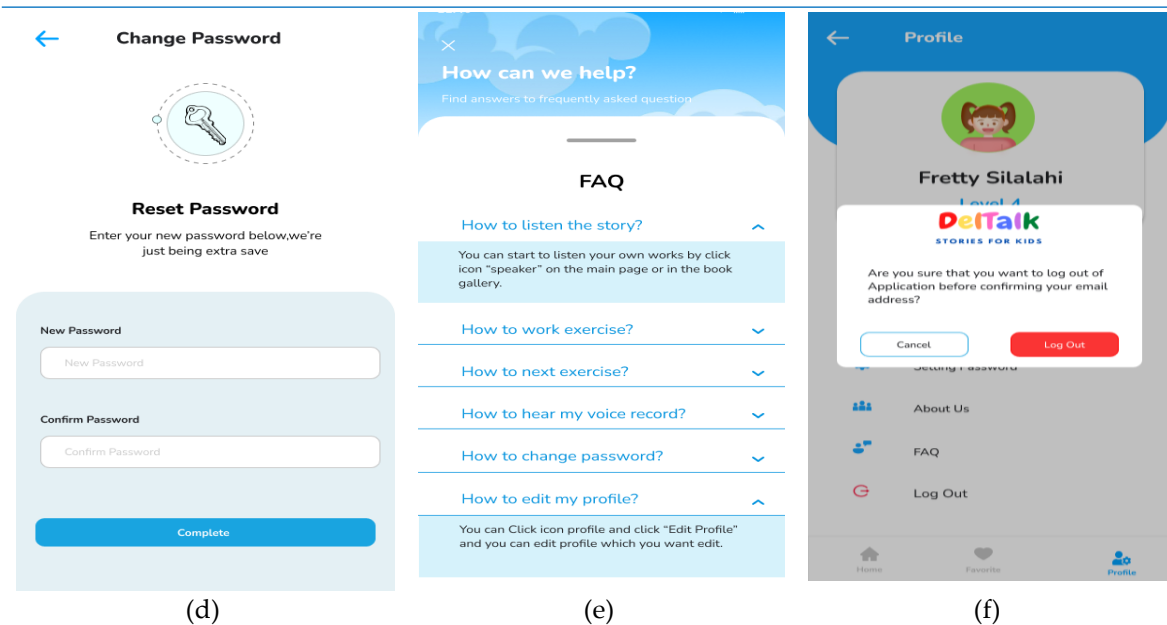 Change Password
Reset Password
Enter your new password below,we're
just being extra save
New Password
New Password
Confirm Password
Confirm Password
Complete
(d)
How can we help?
Find answers to frequently asked question
FAQ
How to listen the story?
You can start to listen your own works by click
icon “speaker” on the main page or in the book
gallery.
How to work exercise?
How to next exercise?
How to hear my voice record?
How to change password?
How to edit my profile?
You can Click icon profile and click “Edit Profile”
and you can edit profile which you want edit.
(e)
Profile
Fretty Silalahi
Level 4
DelTalk
STORIES FOR KIDS
Are you sure that you want to log out of
Application before confirming your email
address?
Cancel
Log Out
Setting Password
About Us
FAQ
Log Out
Home
Favorite
Profile
(f)